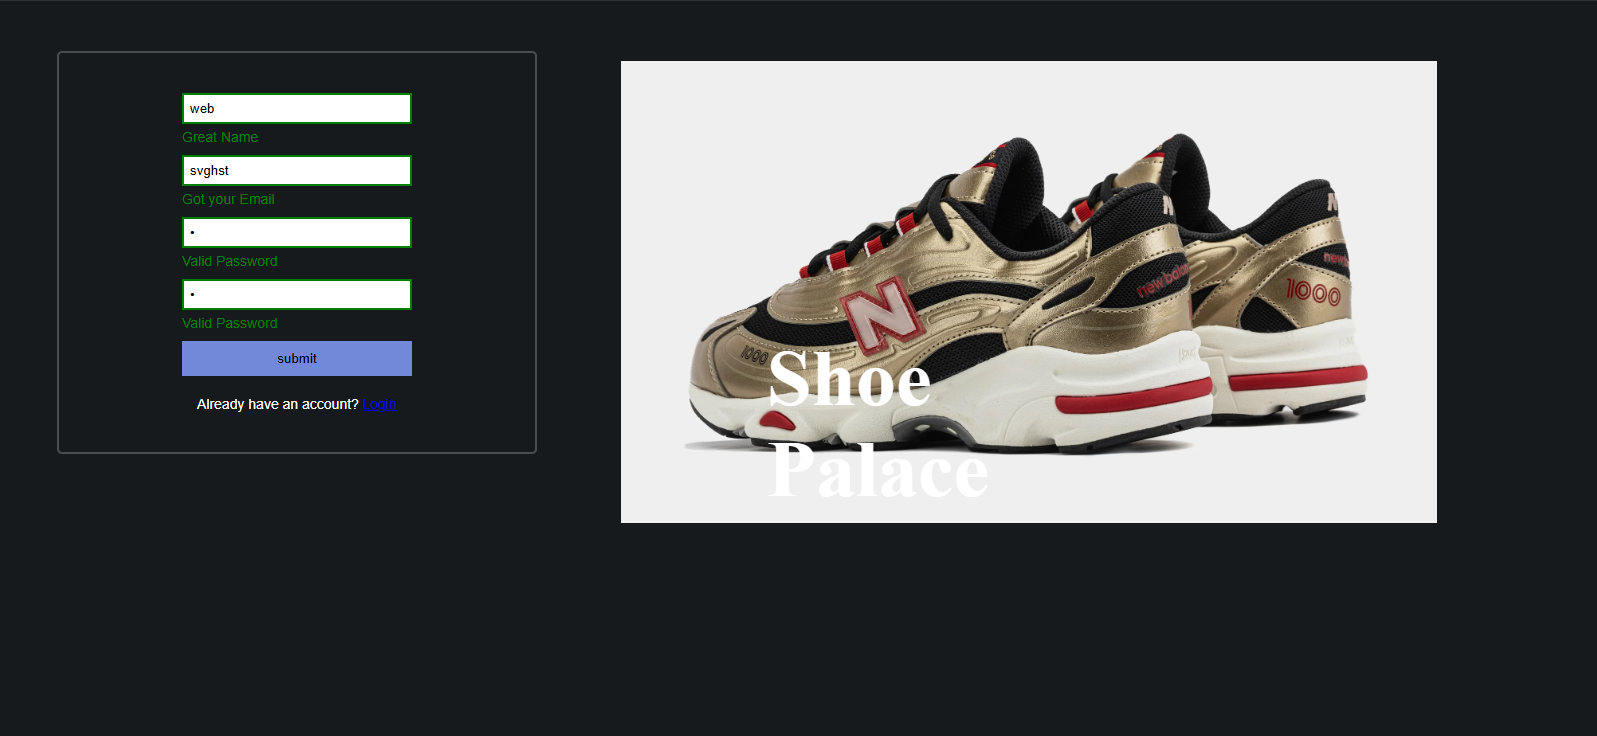 web
Great Name
svghst
Got your Email
•
Valid Password
•
Valid Password
submit
Already have an account? Login
N
new balance
1000
1000
Shoe
Palace